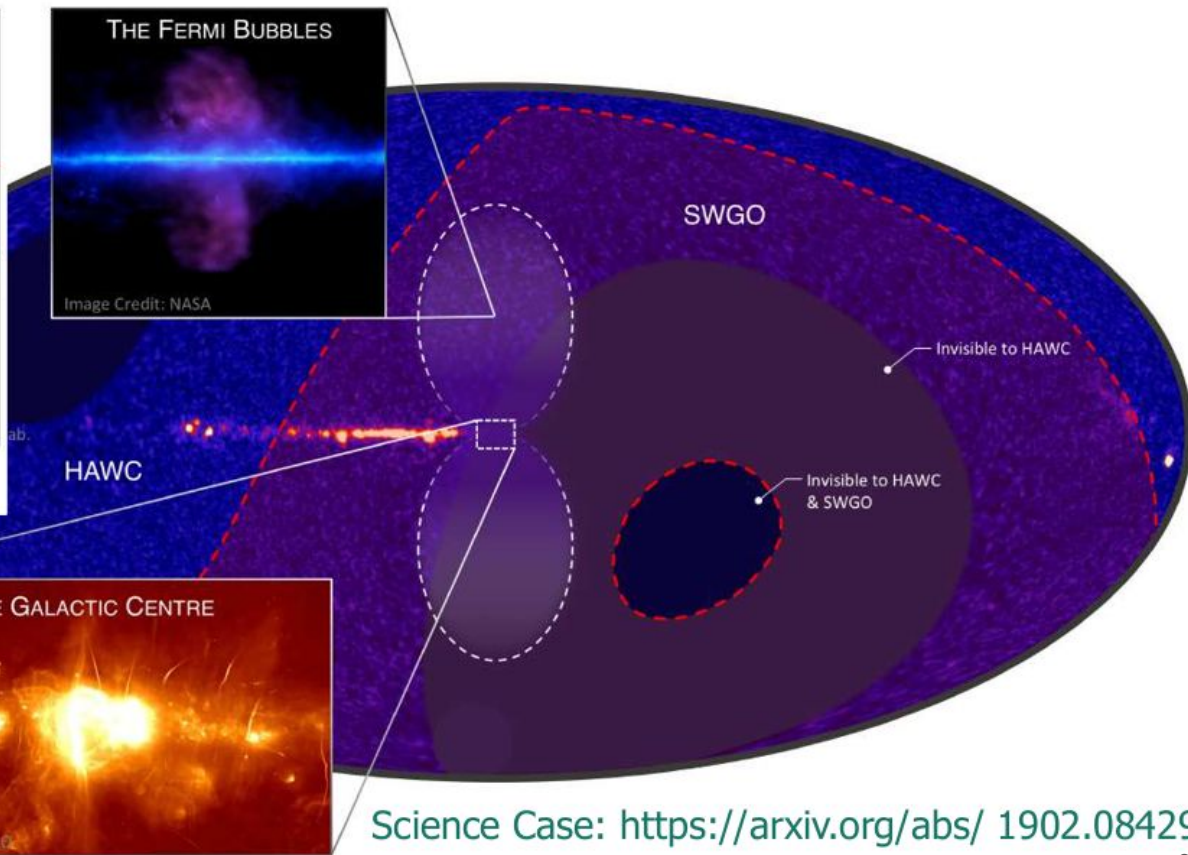 THE FERMI BUBBLES
Image Credit: NASA
SWGO
Invisible to HAWC
ab.
HAWC
Invisible to HAWC
& SWGO
GALACTIC CENTRE
Science Case: https://arxiv.org/abs/ 1902.08429